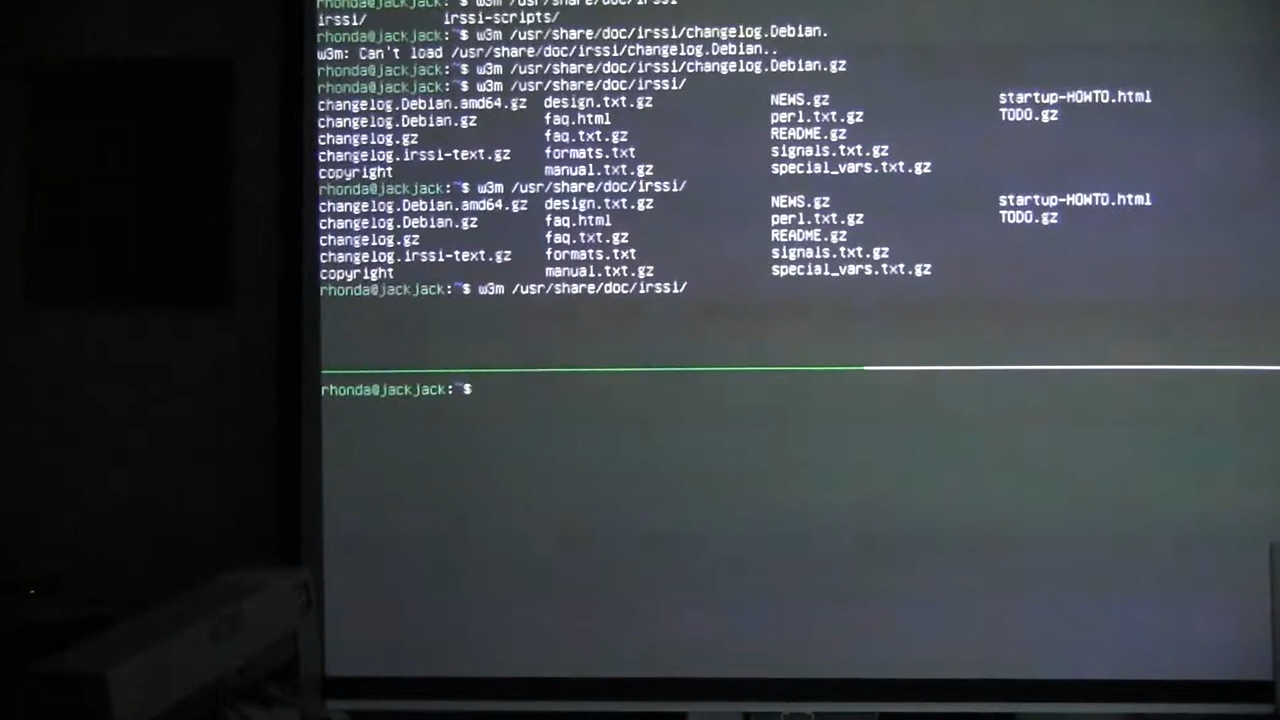 rhonda@jackjack:~$ w3m /usr/share/doc/irssi
irssi/ irssi-scripts/
rhonda@jackjack:~$ w3m /usr/share/doc/irssi/changelog.Debian.
w3m: Can't load /usr/share/doc/irssi/changelog.Debian..
rhonda@jackjack:~$ w3m /usr/share/doc/irssi/changelog.Debian.gz
rhonda@jackjack:~$ w3m /usr/share/doc/irssi/
changelog.Debian.amd64.gz design.txt.gz NEWS.gz startup-HOWTO.html
changelog.Debian.gz faq.html perl.txt.gz TODO.gz
changelog.gz faq.txt.gz README.gz
changelog.irssi-text.gz formats.txt signals.txt.gz
copyright manual.txt.gz special_vars.txt.gz
rhonda@jackjack:~$ w3m /usr/share/doc/irssi/
changelog.Debian.amd64.gz design.txt.gz NEWS.gz startup-HOWTO.html
changelog.Debian.gz faq.html perl.txt.gz TODO.gz
changelog.gz faq.txt.gz README.gz
changelog.irssi-text.gz formats.txt signals.txt.gz
copyright manual.txt.gz special_vars.txt.gz
rhonda@jackjack:~$ w3m /usr/share/doc/irssi/
rhonda@jackjack:~$